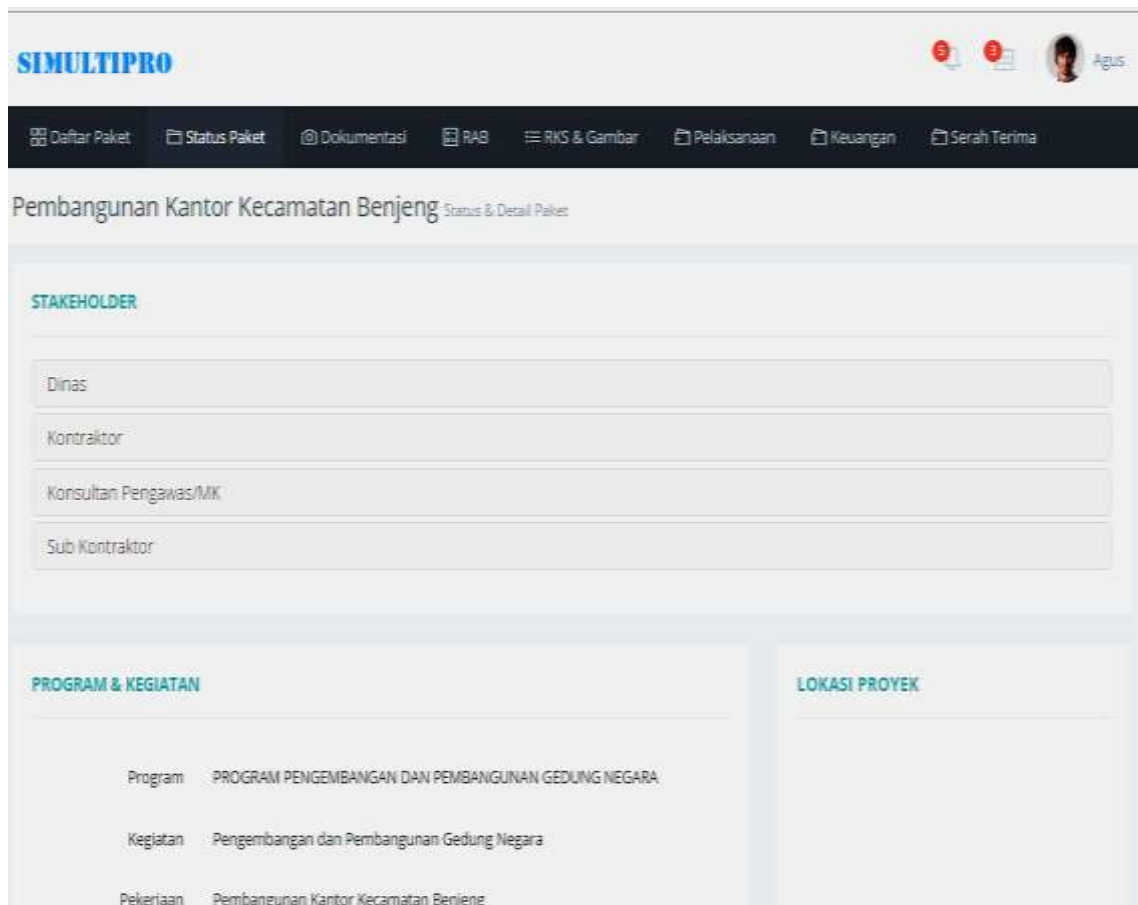 SIMULTIPRO
5 3 Agus
Daftar Paket Status Paket Dokumentasi RAB RKS & Gambar Pelaksanaan Keuangan Serah Terima
Pembangunan Kantor Kecamatan Benjeng Status & Detail Paket
STAKEHOLDER
Dinas
Kontraktor
Konsultan Pengawas/MK
Sub Kontraktor
PROGRAM & KEGIATAN
Program PROGRAM PENGEMBANGAN DAN PEMBANGUNAN GEDUNG NEGARA
Kegiatan Pengembangan dan Pembangunan Gedung Negara
Pekerjaan Pembangunan Kantor Kecamatan Benjeng
LOKASI PROYEK